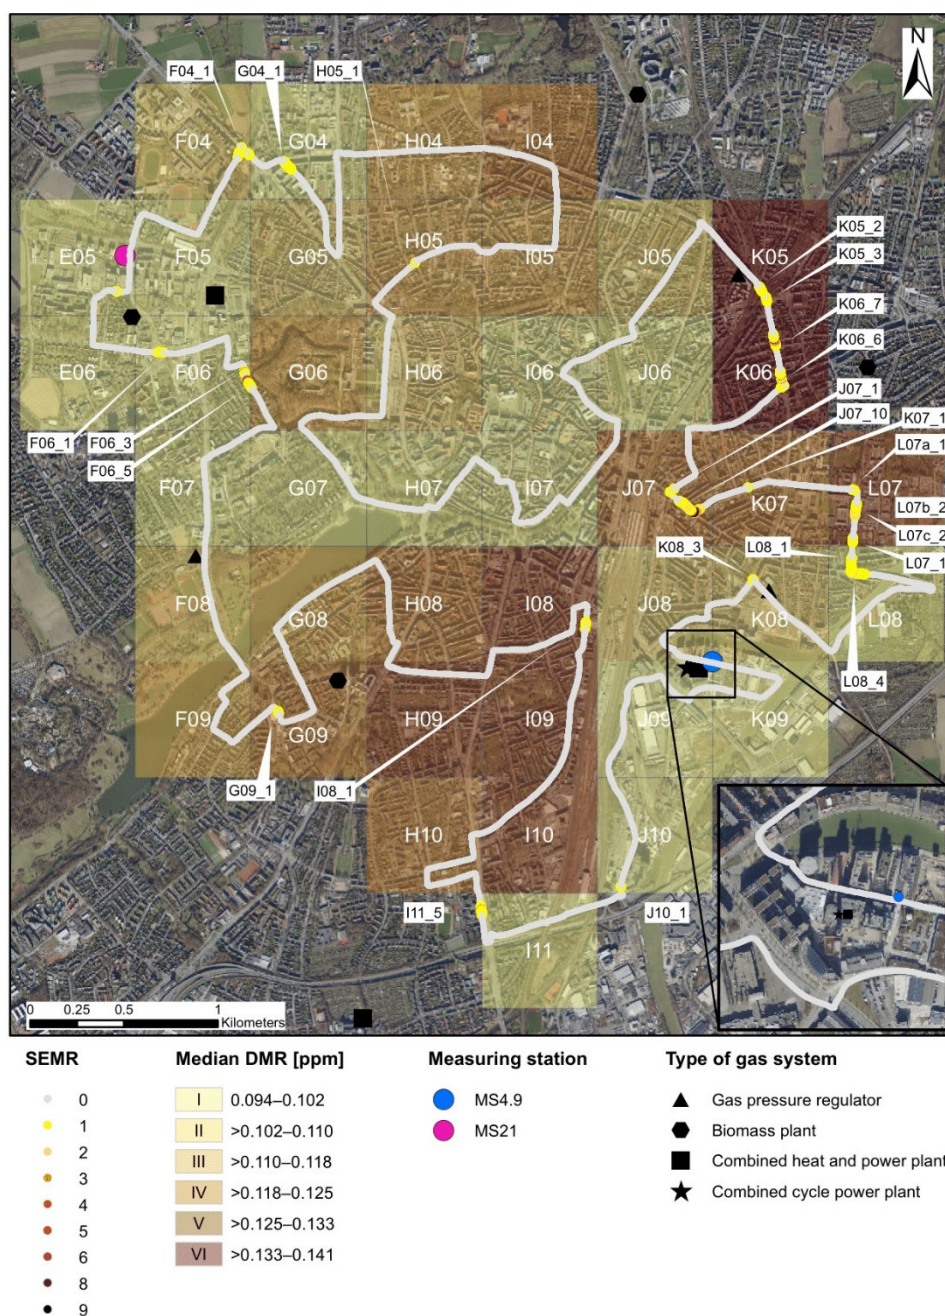 N
F04_1
G04_1
H05_1
F04
G04
H04
I04
K05_2
K05_3
E05
F05
G05
H05
I05
J05
K05
K06_7
K06_6
E06
F06
G06
H06
I06
J06
K06
J07_1
J07_10
K07_1
F06_1
F06_3
F06_5
L07a_1
F07
G07
H07
I07
J07
K07
L07
L07b_2
L07c_2
K08_3
L08_1
L07_1
F08
G08
H08
I08
J08
K08
L08
L08_4
F09
G09
H09
I09
J09
K09
G09_1
I08_1
H10
I10
J10
I11_5
J10_1
I11
0 0.25 0.5 1
Kilometers
SEMR
0
1
2
3
4
5
6
8
9
Median DMR [ppm]
I 0.094–0.102
II >0.102–0.110
III >0.110–0.118
IV >0.118–0.125
V >0.125–0.133
VI >0.133–0.141
Measuring station
MS4.9
MS21
Type of gas system
Gas pressure regulator
Biomass plant
Combined heat and power plant
Combined cycle power plant